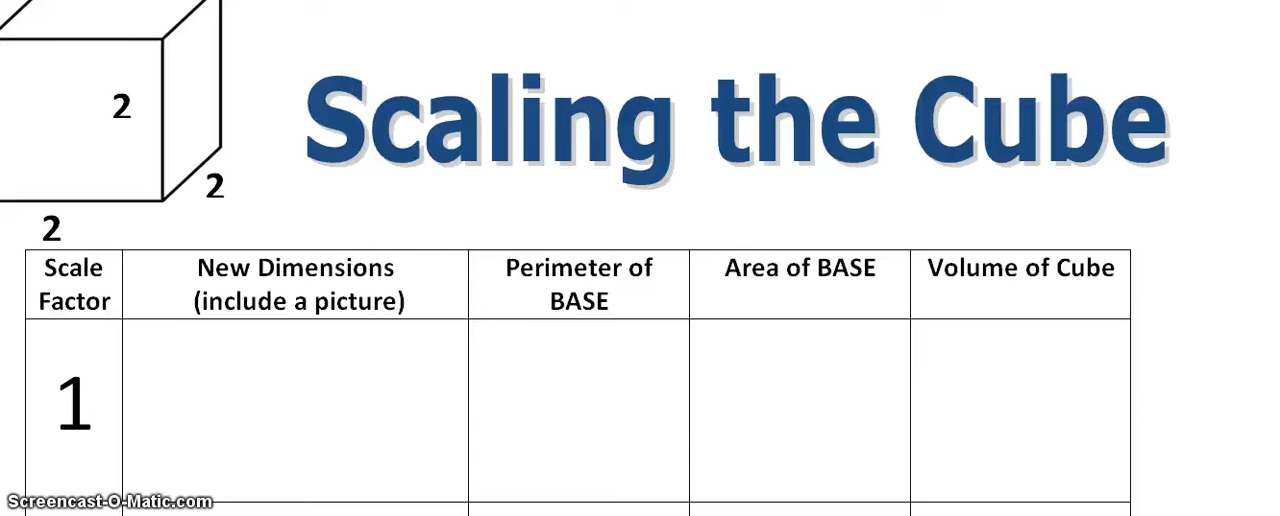 2
Scaling the Cube
2
2
Scale Factor
New Dimensions
(include a picture)
Perimeter of
BASE
Area of BASE
Volume of Cube
1
Screencast-O-Matic.com